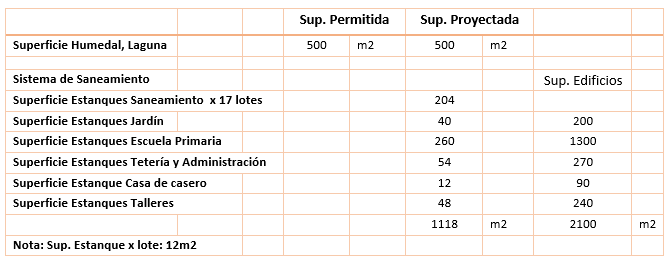 Sup. Permitida Sup. Proyectada
Superficie Humedal, Laguna 500 m2 500 m2
Sistema de Saneamiento Sup. Edificios
Superficie Estanques Saneamiento x 17 lotes 204
Superficie Estanques Jardín 40 200
Superficie Estanques Escuela Primaria 260 1300
Superficie Estanques Tetería y Administración 54 270
Superficie Estanque Casa de casero 12 90
Superficie Estanques Talleres 48 240
1118 m2 2100 m2
Nota: Sup. Estanque x lote: 12m2